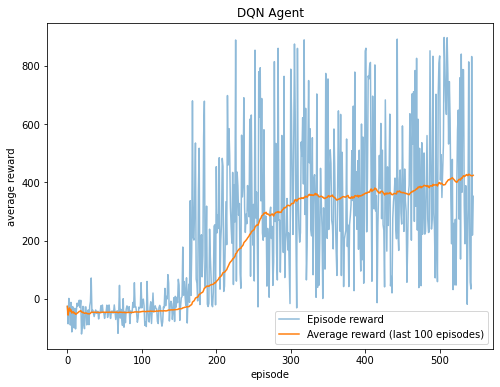 DQN Agent
average reward
800
600
400
200
0
0 100 200 300 400 500
episode
Episode reward
Average reward (last 100 episodes)